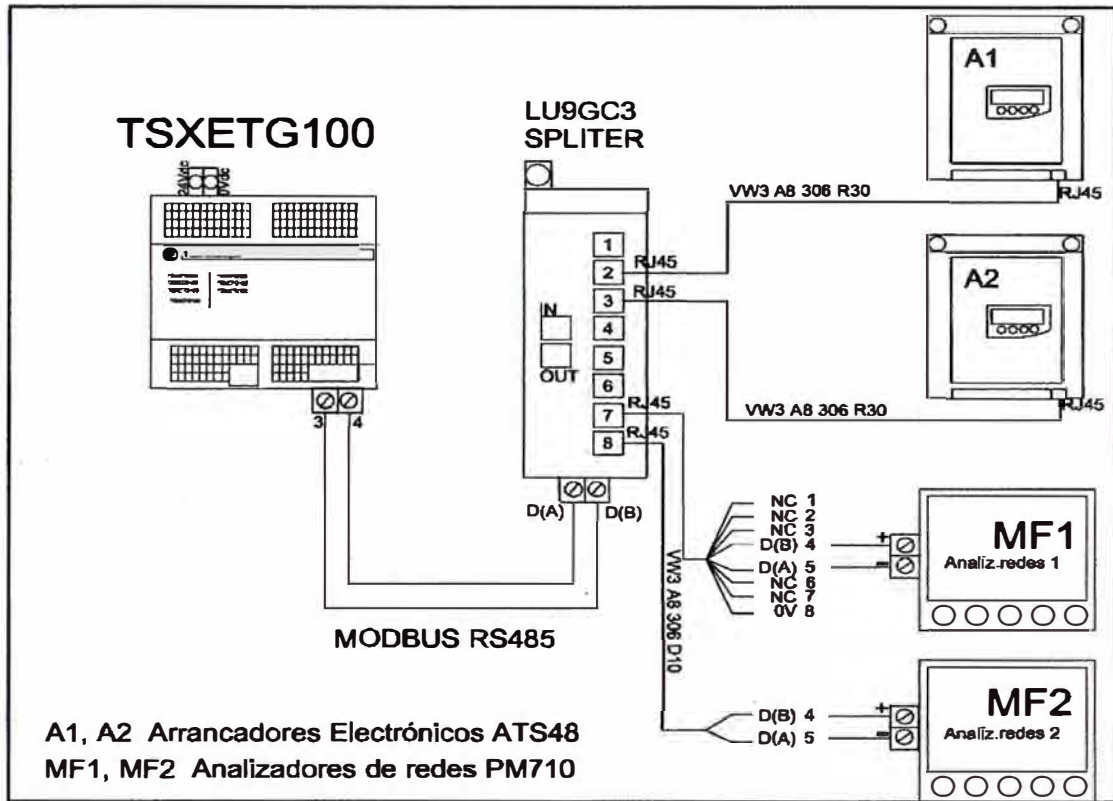 TSXETG100
24Vdc
0Vdc
3 4
LU9GC3
SPLITER
1
2
3
4
5
6
7
8
IN
OUT
RJ45
RJ45
RJ45
RJ45
D(A) D(B)
MODBUS RS485
VW3 A8 306 R30
RJ45
A1
VW3 A8 306 R30
RJ45
A2
VW3 A8 306 D10
NC 1
NC 2
NC 3
D(B) 4
D(A) 5
NC 6
NC 7
0V 8
+
-
MF1
Analiz.redes 1
D(B) 4
D(A) 5
+
-
MF2
Analiz.redes 2
A1, A2 Arrancadores Electrónicos ATS48
MF1, MF2 Analizadores de redes PM710